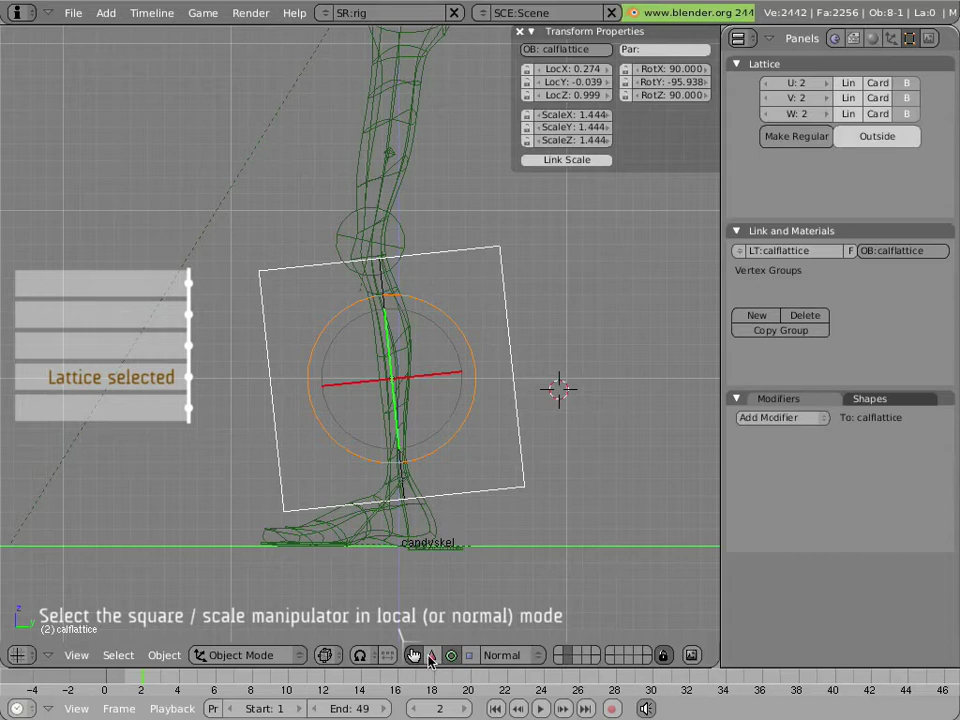 File Add Timeline Game Render Help SR:rig SCE:Scene www.blender.org 244 Ve:2442 | Fa:2256 | Ob:8-1 | La:0 | M
Transform Properties
OB: calflattice Par:
LocX: 0.274 RotX: 90.000
LocY: -0.039 RotY: -95.938
LocZ: 0.999 RotZ: 90.000
ScaleX: 1.444
ScaleY: 1.444
ScaleZ: 1.444
Link Scale
Panels
Lattice
U: 2 Lin Card B
V: 2 Lin Card B
W: 2 Lin Card B
Make Regular Outside
Link and Materials
LT:calflattice F OB:calflattice
Vertex Groups
New Delete
Copy Group
Modifiers Shapes
Add Modifier To: calflattice
Lattice selected
candyskel
Select the square / scale manipulator in local (or normal) mode
z
y
(2) calflattice
View Select Object Object Mode Normal
-4 -2 0 2 4 6 8 10 12 14 16 18 20 22 24 26 28 30 32 34 34 36 38 40 42 44 46
View Frame Playback Pr Start: 1 End: 49 2